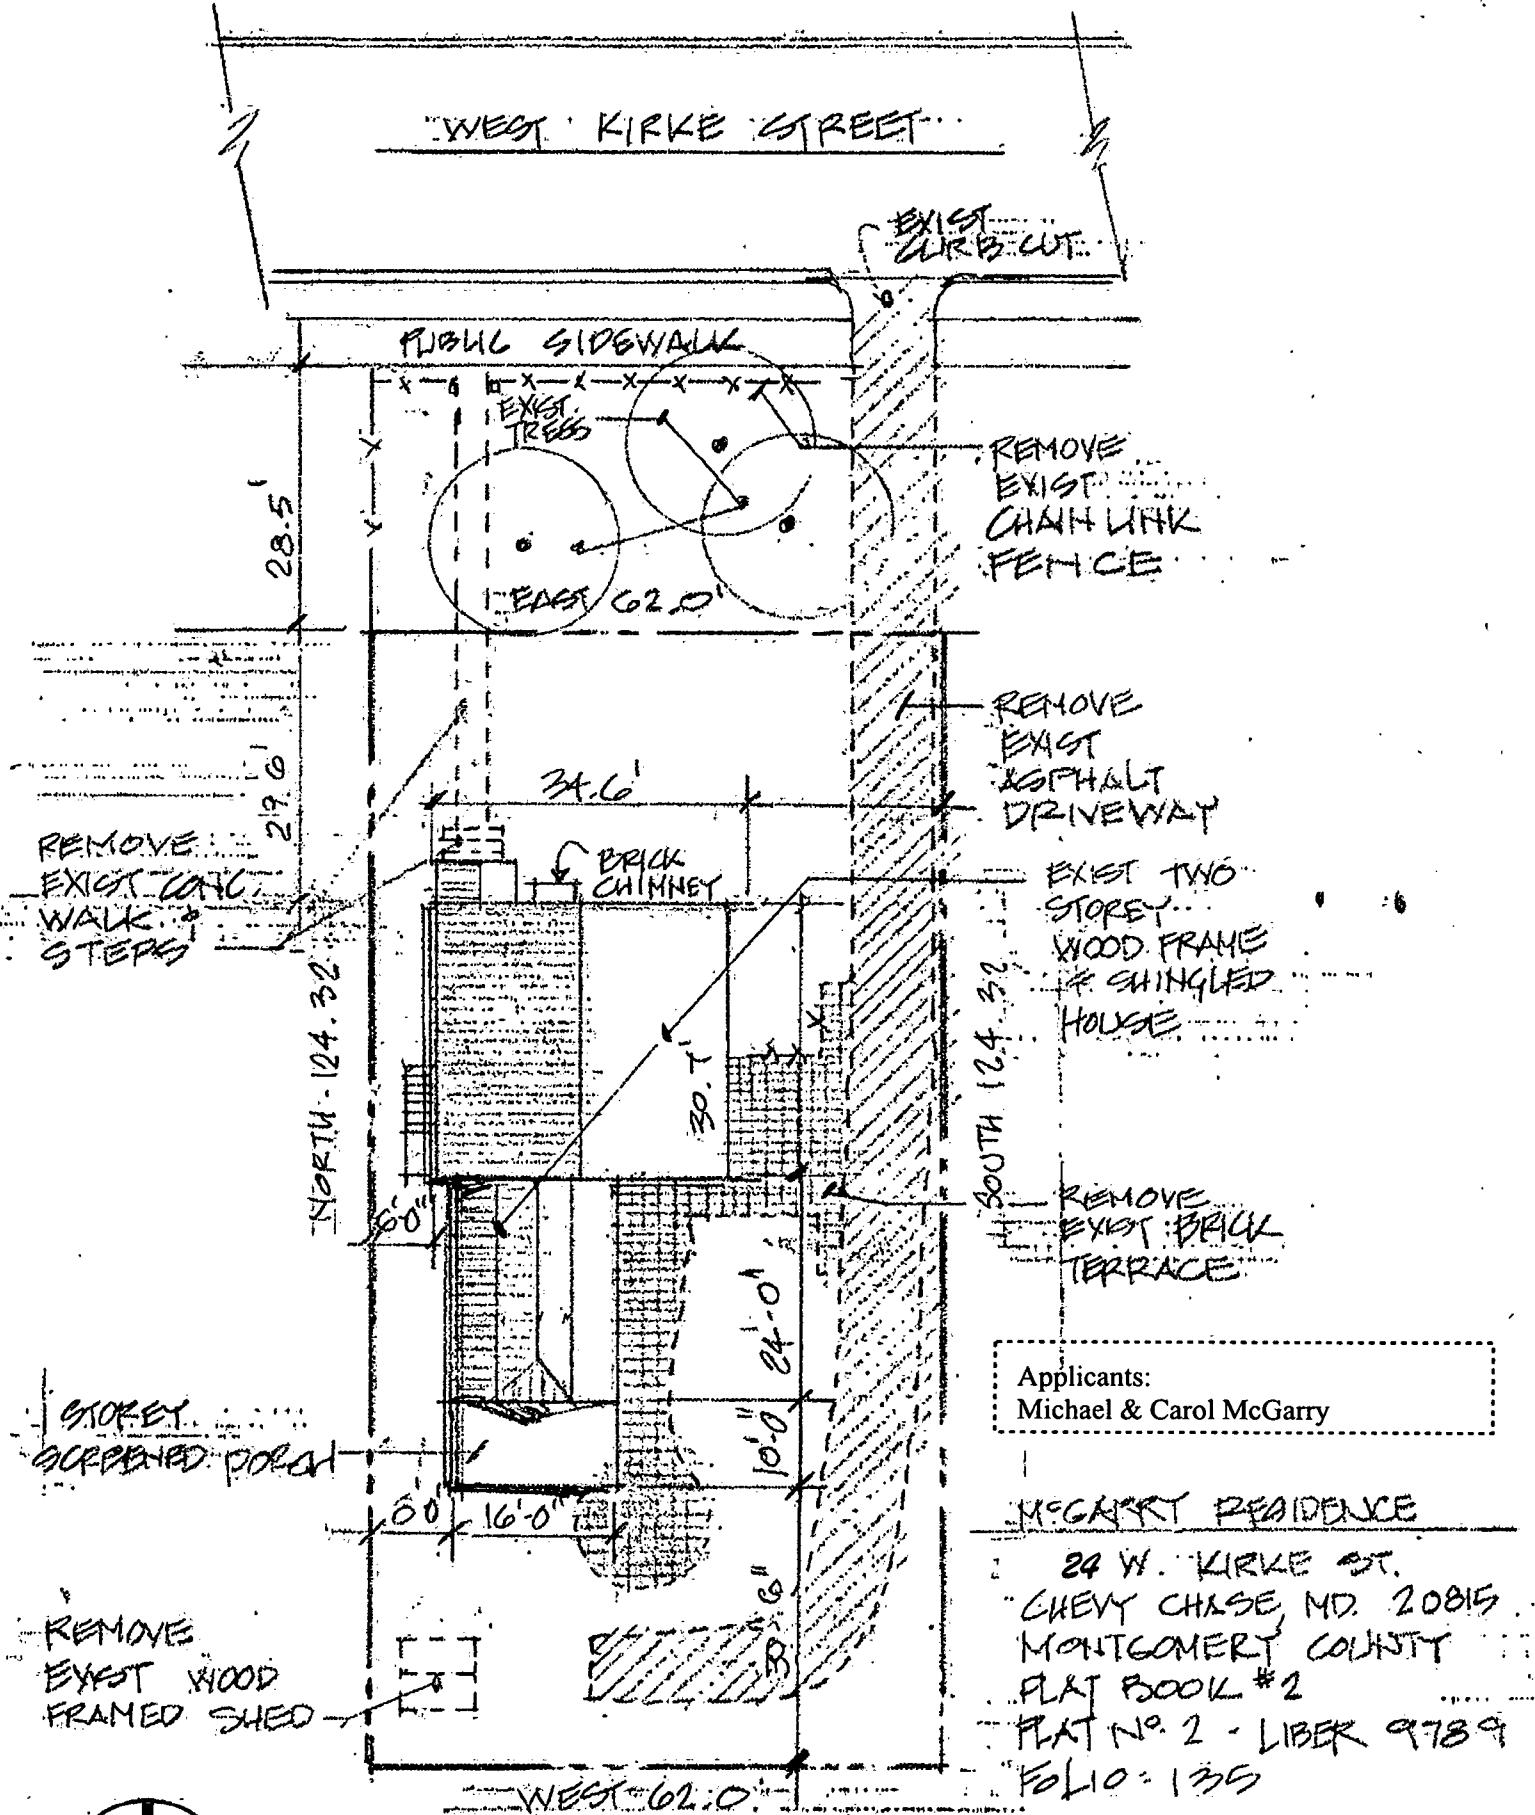 WEST KIRKE STREET
EXIST
CURB CUT
PUBLIC SIDEWALK
EXIST.
TREES
REMOVE
EXIST
CHAIN LINK
FENCE
28.5'
EAST 62.0'
REMOVE
EXIST
ASPHALT
DRIVEWAY
29.6'
34.6'
REMOVE
EXIST CONC.
WALK &
STEPS
BRICK
CHIMNEY
EXIST TWO
STOREY
WOOD FRAME
& SHINGLED
HOUSE
NORTH - 124.32
30.7'
SOUTH 124.32
6'0"
REMOVE
EXIST BRICK
TERRACE
24'-0"
Applicants:
Michael & Carol McGarry
1 STOREY
SCREENED PORCH
10'-0"
16'-0"
McGARRY RESIDENCE
24 W. KIRKE ST.
CHEVY CHASE, MD. 20815
MONTGOMERY COUNTY
PLAT BOOK #2
PLAT No. 2 - LIBER 9789
FOLIO - 135
REMOVE
EXIST WOOD
FRAMED SHED
WEST 62.0'